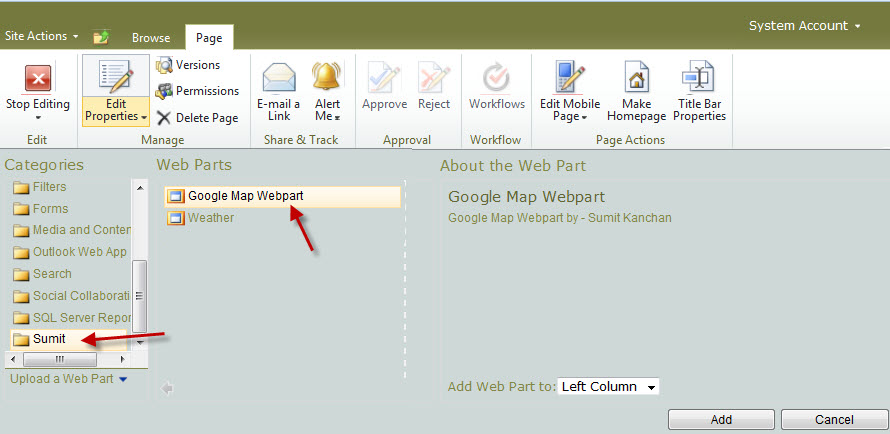 System Account
Site Actions Browse Page
Stop Editing
Edit
Edit Properties
Versions
Permissions
Delete Page
Manage
E-mail a Link
Alert Me
Share & Track
Approve
Reject
Approval
Workflows
Workflow
Edit Mobile Page
Make Homepage
Title Bar Properties
Page Actions
Categories
Filters
Forms
Media and Conten
Outlook Web App
Search
Social Collaborati
SQL Server Repor
Sumit
Upload a Web Part
Web Parts
Google Map Webpart
Weather
About the Web Part
Google Map Webpart
Google Map Webpart by - Sumit Kanchan
Add Web Part to: Left Column
Add Cancel